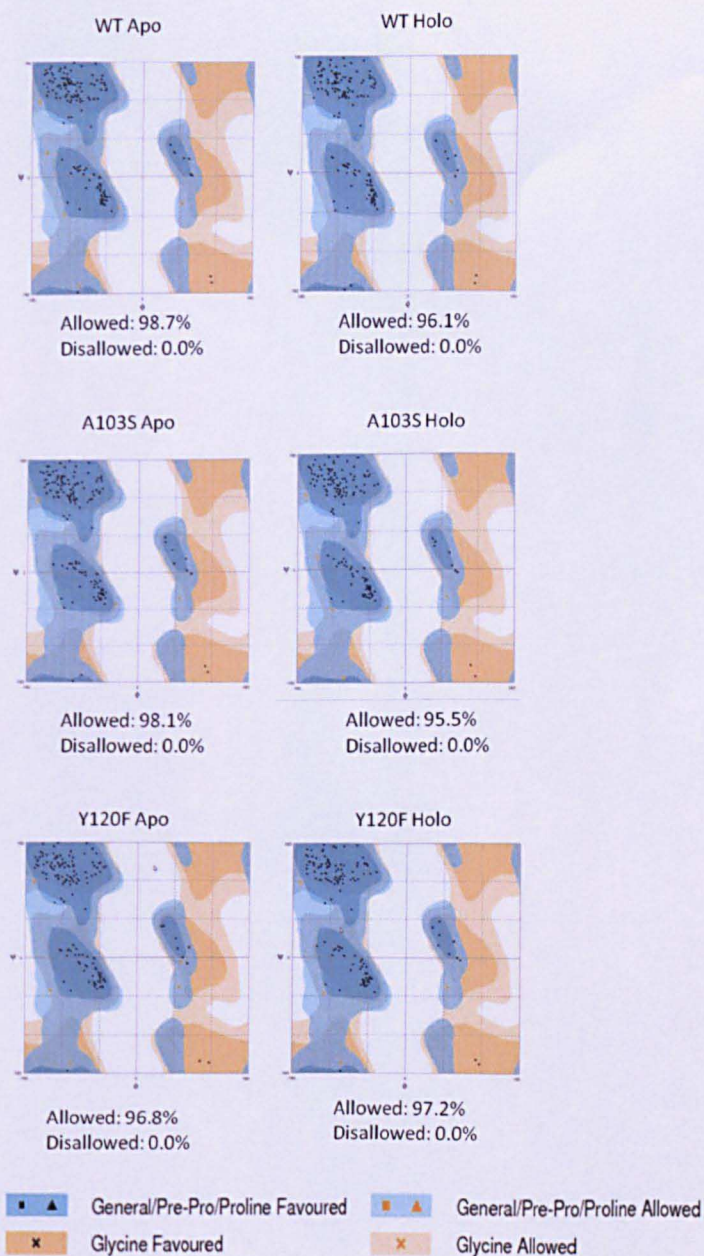 WT Apo
WT Holo
Allowed: 98.7%
Disallowed: 0.0%
Allowed: 96.1%
Disallowed: 0.0%
A103S Apo
A103S Holo
Allowed: 98.1%
Disallowed: 0.0%
Allowed: 95.5%
Disallowed: 0.0%
Y120F Apo
Y120F Holo
Allowed: 96.8%
Disallowed: 0.0%
Allowed: 97.2%
Disallowed: 0.0%
General/Pre-Pro/Proline Favoured
General/Pre-Pro/Proline Allowed
Glycine Favoured
Glycine Allowed